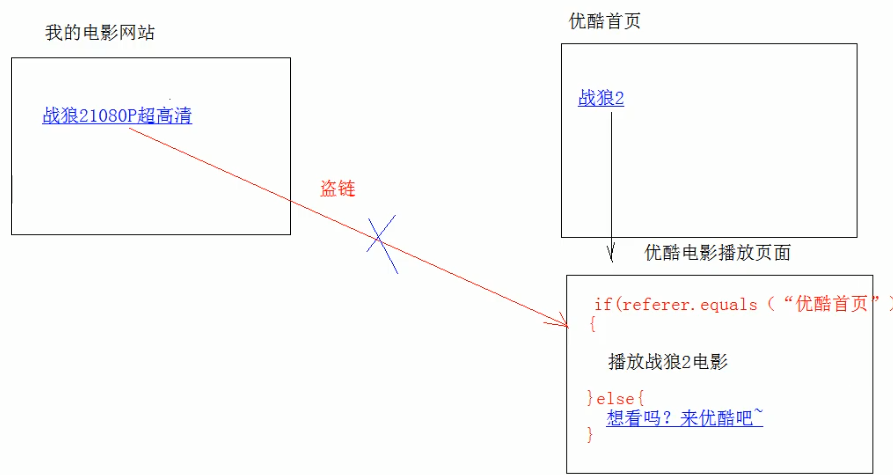 我的电影网站
战狼21080P超高清
盗链
优酷首页
战狼2
优酷电影播放页面
if(referer.equals（“优酷首页”）
{
播放战狼2电影
}else{
想看吗？来优酷吧~
}